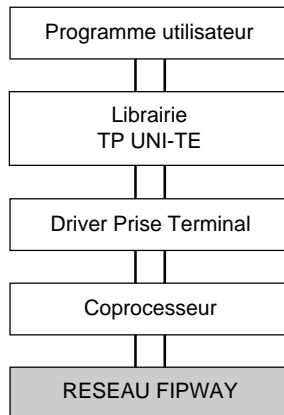 Programme utilisateur
Librairie
TP UNI-TE
Driver Prise Terminal
Coprocesseur
RESEAU FIPWAY